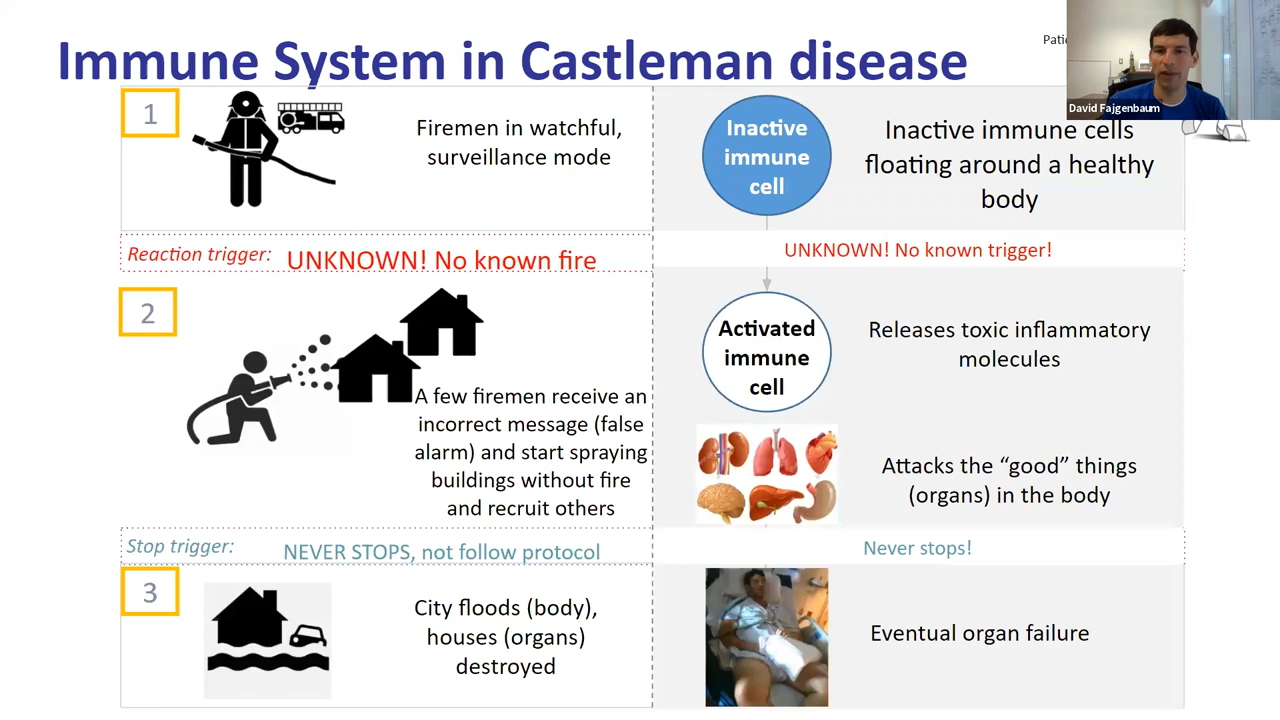 Immune System in Castleman disease
David Fajgenbaum
1
Firemen in watchful,
surveillance mode
Inactive
immune
cell
Inactive immune cells
floating around a healthy
body
Reaction trigger:
UNKNOWN! No known fire
UNKNOWN! No known trigger!
2
A few firemen receive an
incorrect message (false
alarm) and start spraying
buildings without fire
and recruit others
Activated
immune
cell
Releases toxic inflammatory
molecules
Attacks the “good” things
(organs) in the body
Stop trigger:
NEVER STOPS, not follow protocol
Never stops!
3
City floods (body),
houses (organs)
destroyed
Eventual organ failure